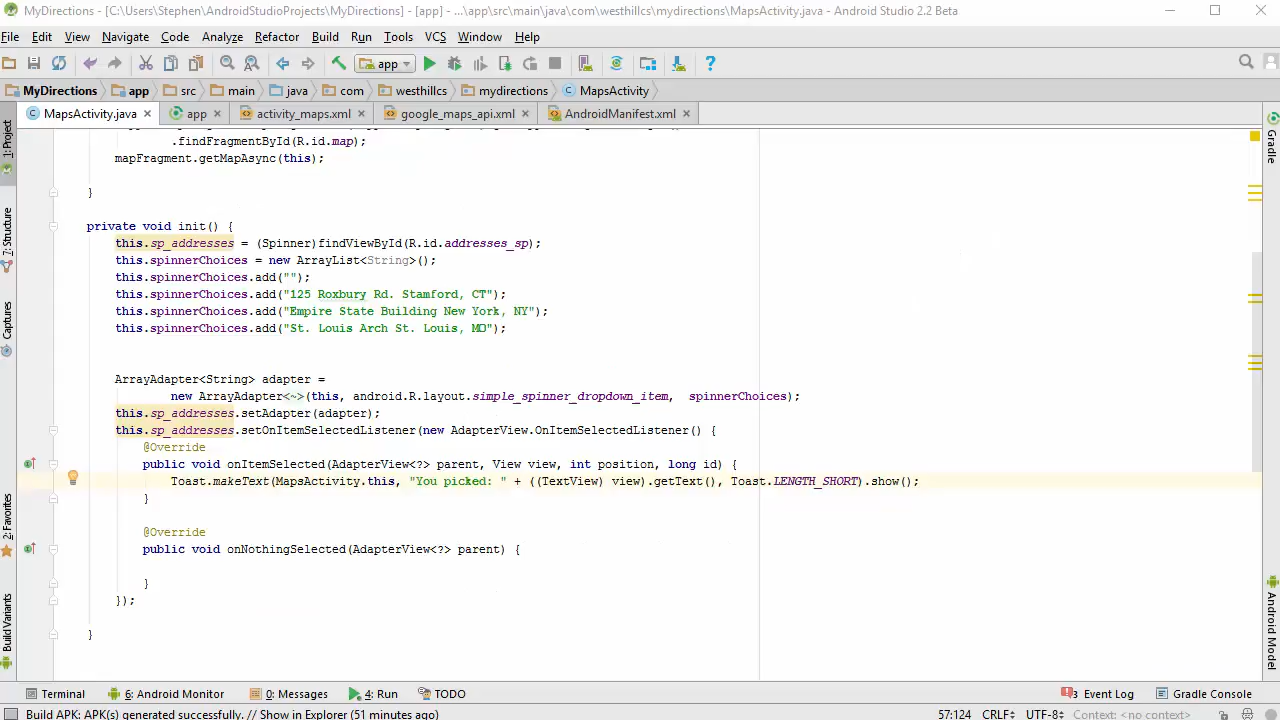 MyDirections - [C:\Users\Stephen\AndroidStudioProjects\MyDirections] - [app] - ...\app\src\main\java\com\westhillcs\mydirections\MapsActivity.java - Android Studio 2.2 Beta
File Edit View Navigate Code Analyze Refactor Build Run Tools VCS Window Help
app
MyDirections app src main java com westhillcs mydirections MapsActivity
MapsActivity.java app activity_maps.xml google_maps_api.xml AndroidManifest.xml
1: Project
7: Structure
Captures
2: Favorites
Build Variants
.findFragmentById(R.id.map);
mapFragment.getMapAsync(this);
}
private void init() {
this.sp_addresses = (Spinner)findViewById(R.id.addresses_sp);
this.spinnerChoices = new ArrayList<String>();
this.spinnerChoices.add("");
this.spinnerChoices.add("125 Roxbury Rd. Stamford, CT");
this.spinnerChoices.add("Empire State Building New York, NY");
this.spinnerChoices.add("St. Louis Arch St. Louis, MO");
ArrayAdapter<String> adapter =
new ArrayAdapter<~>(this, android.R.layout.simple_spinner_dropdown_item, spinnerChoices);
this.sp_addresses.setAdapter(adapter);
this.sp_addresses.setOnItemSelectedListener(new AdapterView.OnItemSelectedListener() {
@Override
public void onItemSelected(AdapterView<?> parent, View view, int position, long id) {
Toast.makeText(MapsActivity.this, "You picked: " + ((TextView) view).getText(), Toast.LENGTH_SHORT).show();
}
@Override
public void onNothingSelected(AdapterView<?> parent) {
}
});
}
Gradle
Android Model
Terminal 6: Android Monitor 0: Messages 4: Run TODO 3 Event Log Gradle Console
Build APK: APK(s) generated successfully. // Show in Explorer (51 minutes ago) 57:124 CRLF UTF-8 Context: <no context>